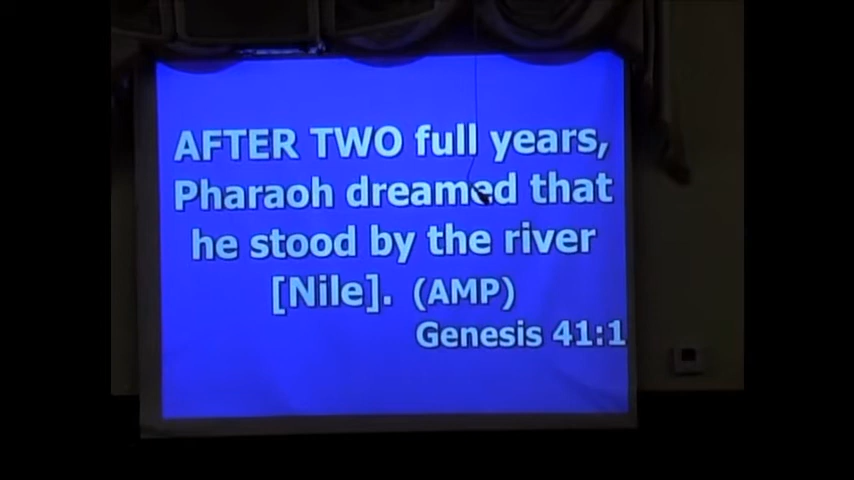 AFTER TWO full years,
Pharaoh dreamed that
he stood by the river
[Nile]. (AMP)
Genesis 41:1